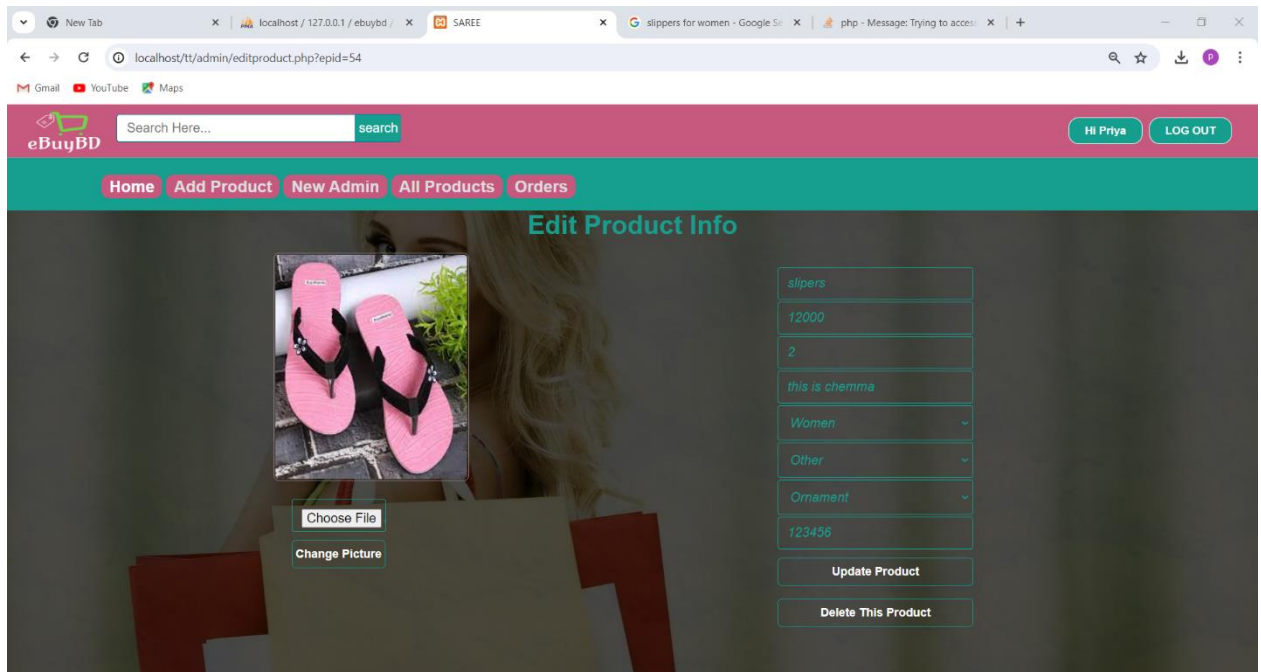 New Tab
localhost / 127.0.0.1 / ebuybd /
SAREE
slippers for women - Google Se
php - Message: Trying to access
localhost/tt/admin/editproduct.php?epid=54
P
Gmail YouTube Maps
eBuyBD
Search Here...
search
Hi Priya
LOG OUT
Home Add Product New Admin All Products Orders
Edit Product Info
slipers
12000
2
this is chemma
Women
Other
Ornament
123456
Choose File
Change Picture
Update Product
Delete This Product